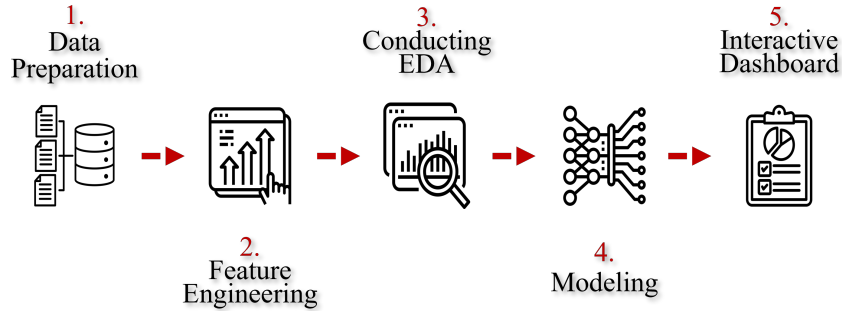 1.
Data
Preparation
2.
Feature
Engineering
3.
Conducting
EDA
4.
Modeling
5.
Interactive
Dashboard